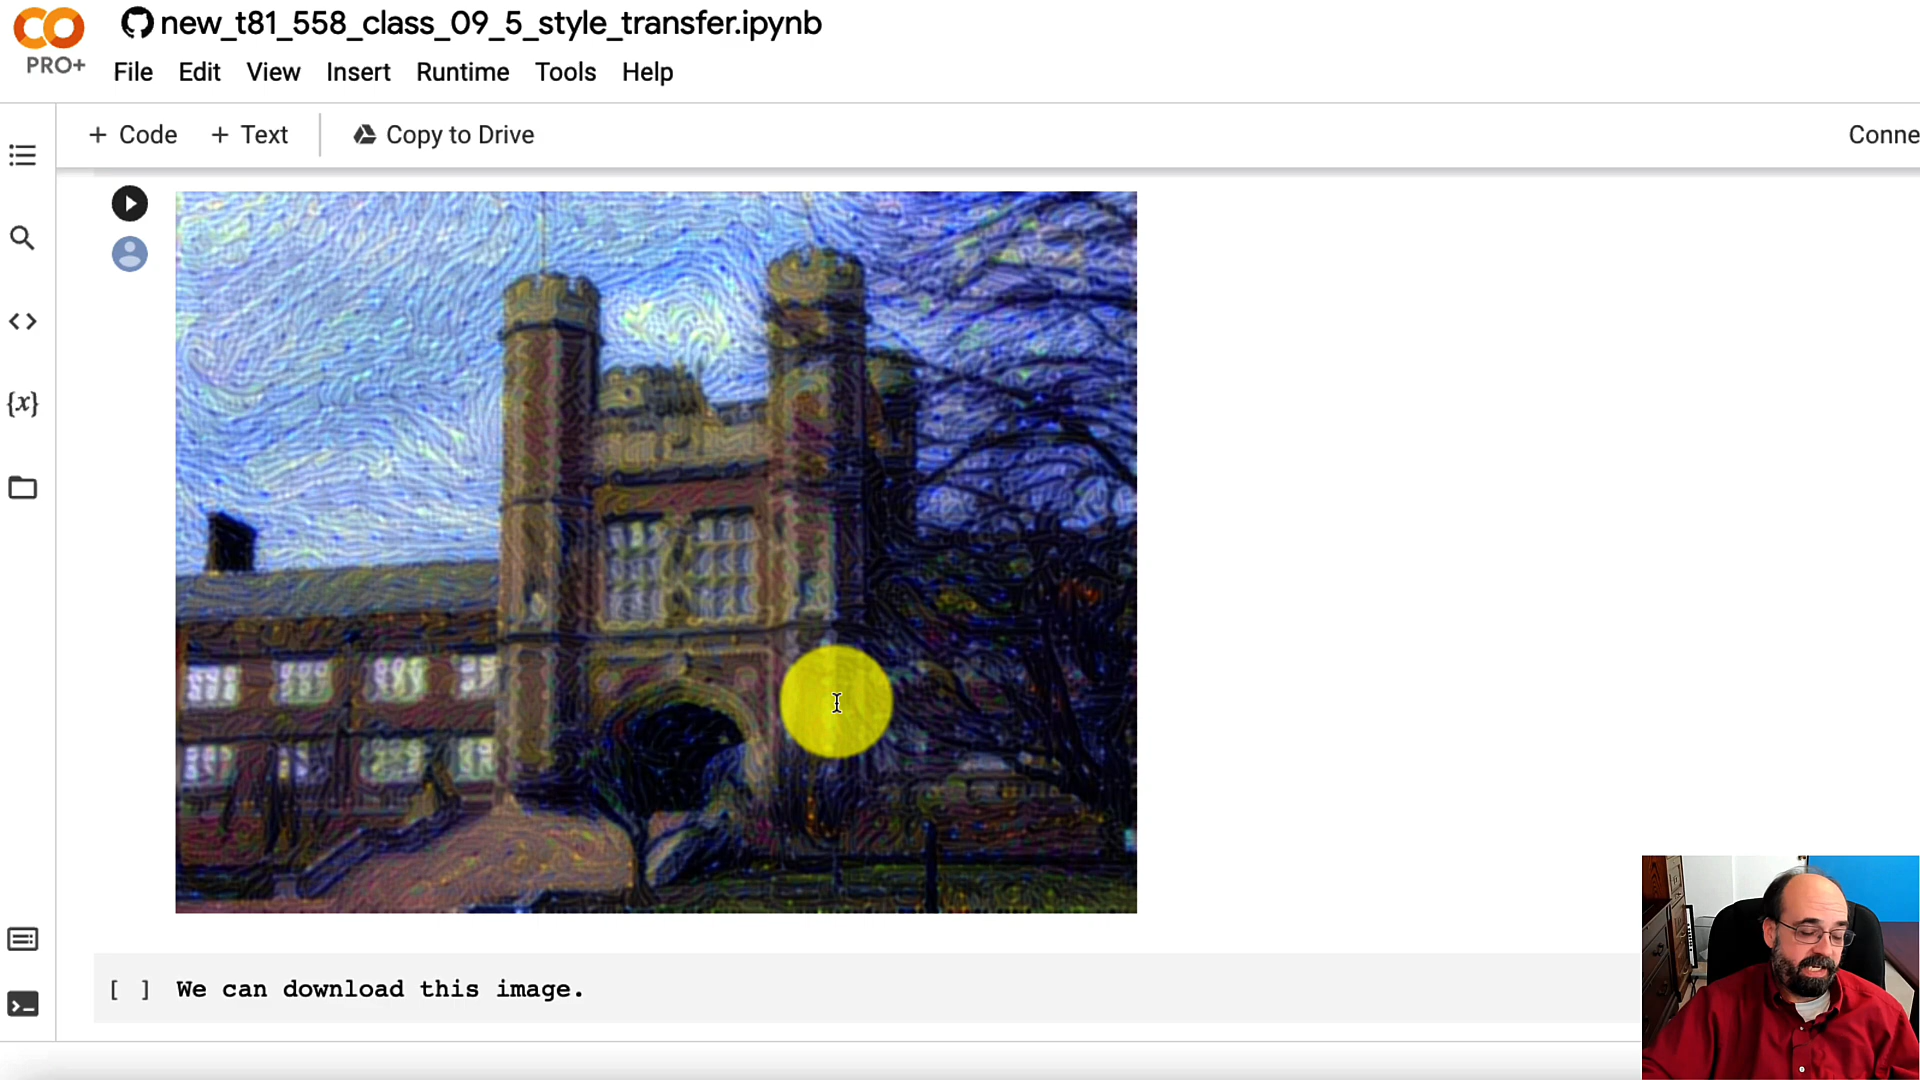 new_t81_558_class_09_5_style_transfer.ipynb
PRO+
File Edit View Insert Runtime Tools Help
+ Code + Text Copy to Drive Conne
{x}
[ ] We can download this image.